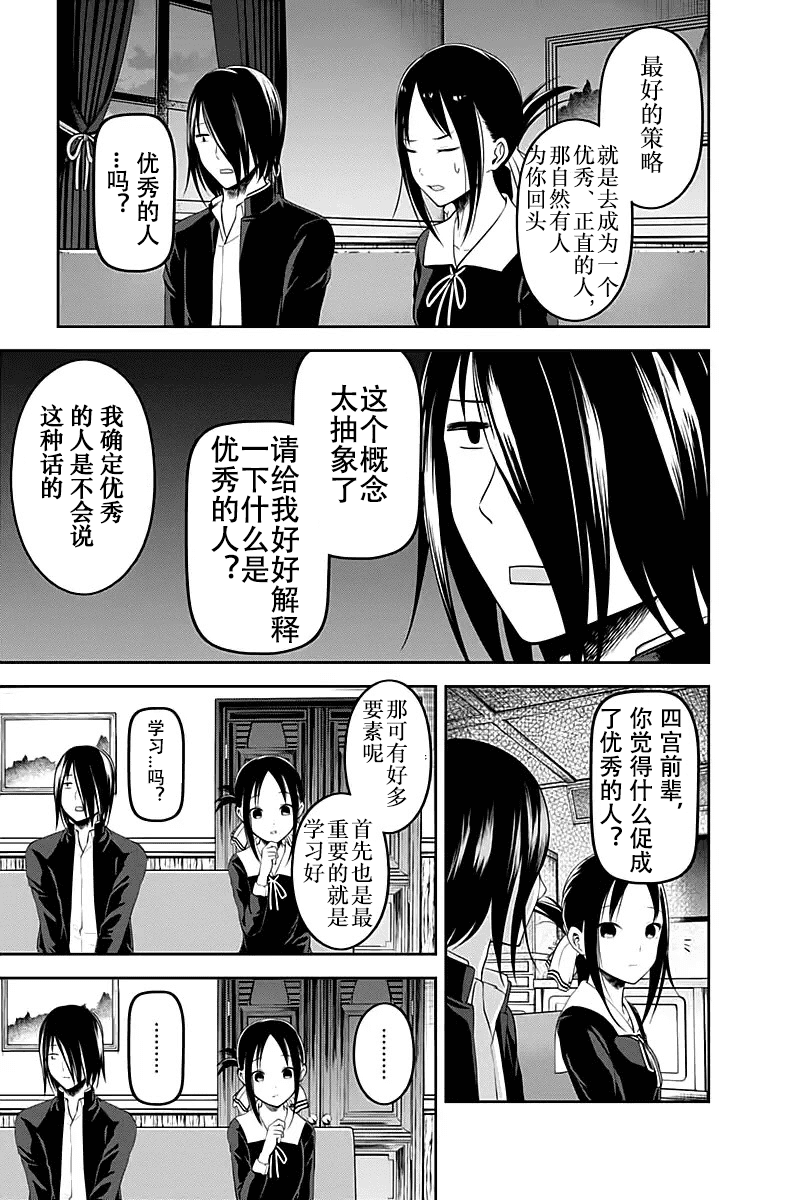 最好的策略
就是去成为一个
优秀、正直的人,
那自然有人
为你回头
优秀的人
…吗?
这个概念
太抽象了
请给我好好解释
一下什么是
优秀的人?
我确定优秀
的人是不会说
这种话的
四宫前辈,
你觉得什么促成
了优秀的人?
那可有好多
要素呢
首先也是最
重要的就是
学习好
学习…吗?
………
………